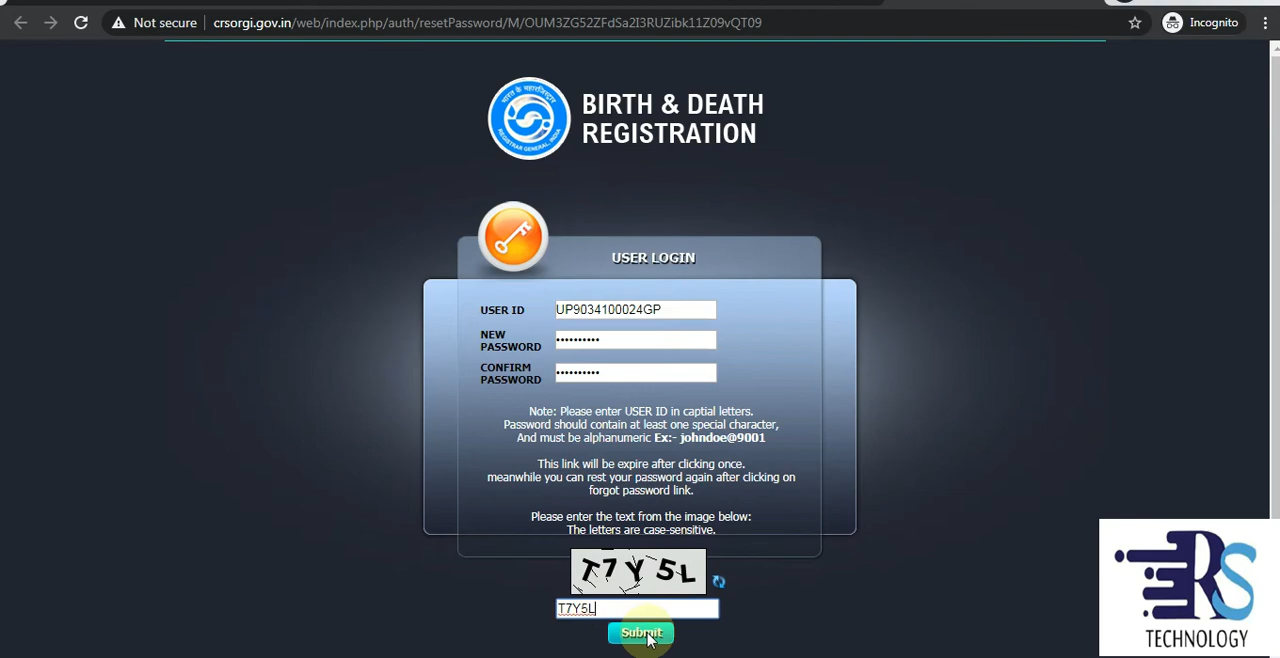 Not secure crsorgi.gov.in/web/index.php/auth/resetPassword/M/OUM3ZG52ZFdSa2I3RUZibk11Z09vQT09 Incognito
BIRTH & DEATH
REGISTRATION
REGISTRAR GENERAL, INDIA
USER LOGIN
USER ID UP9034100024GP
NEW
PASSWORD ••••••••••
CONFIRM
PASSWORD ••••••••••
Note: Please enter USER ID in captial letters.
Password should contain at least one special character,
And must be alphanumeric Ex:- johndoe@9001
This link will be expire after clicking once.
meanwhile you can rest your password again after clicking on
forgot password link.
Please enter the text from the image below:
The letters are case-sensitive.
T7Y5L
T7Y5L
Submit
RS
TECHNOLOGY